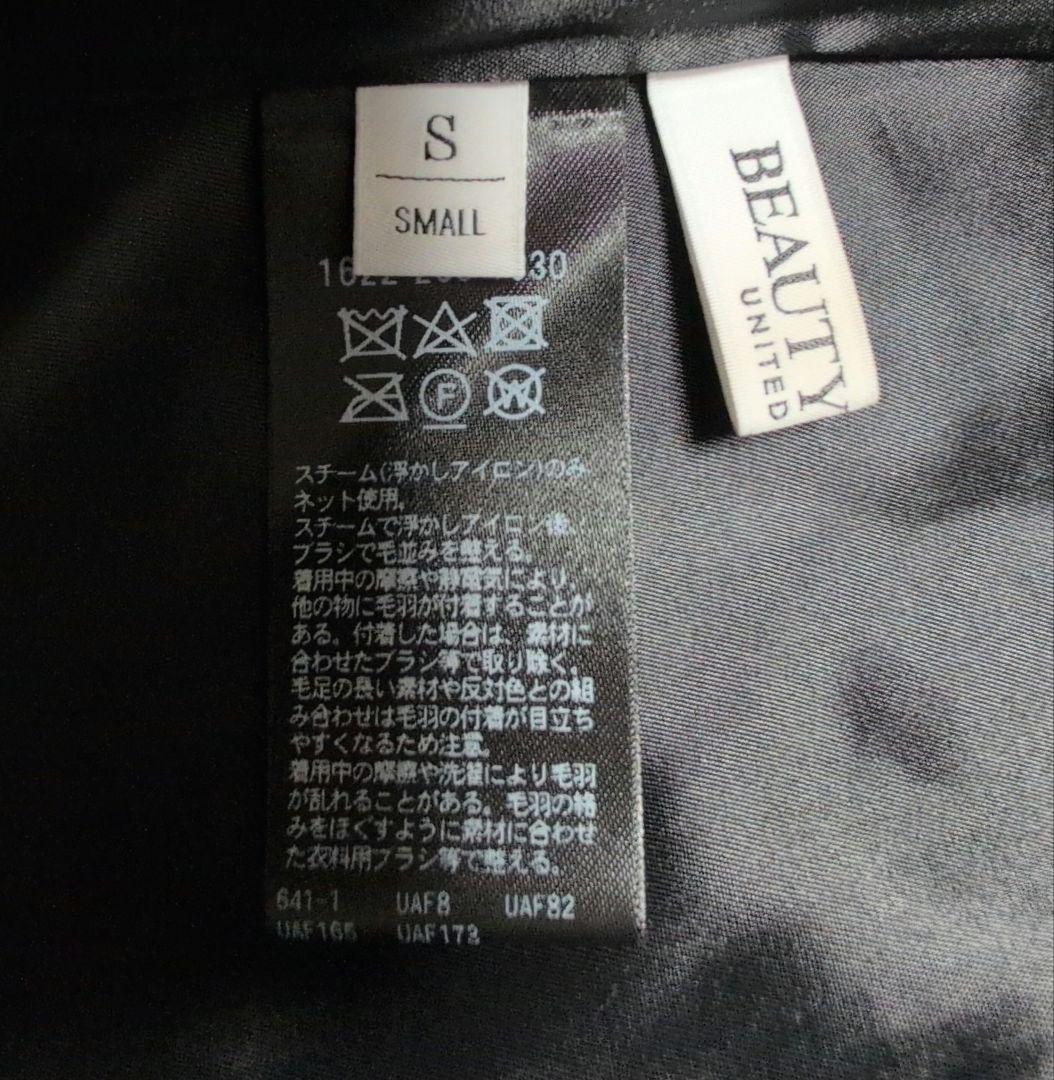 S
SMALL
BEAUTY
UNITED
F
W
スチーム(浮かしアイロン)のみ
ネット使用。
スチームで浮かしアイロン後、
ブラシで毛並みを整える。
着用中の摩擦や静電気により、
他の物に毛羽が付着することが
ある。付着した場合は、素材に
合わせたブラシ等で取り除く。
毛足の長い素材や反対色との組
み合わせは毛羽の付着が目立ち
やすくなるため注意。
着用中の摩擦や洗濯により毛羽
が乱れることがある。毛羽の絡
みをほぐすように素材に合わせ
た衣料用ブラシ等で整える。
641-1 UAF8 UAF82
UAF165 UAF173